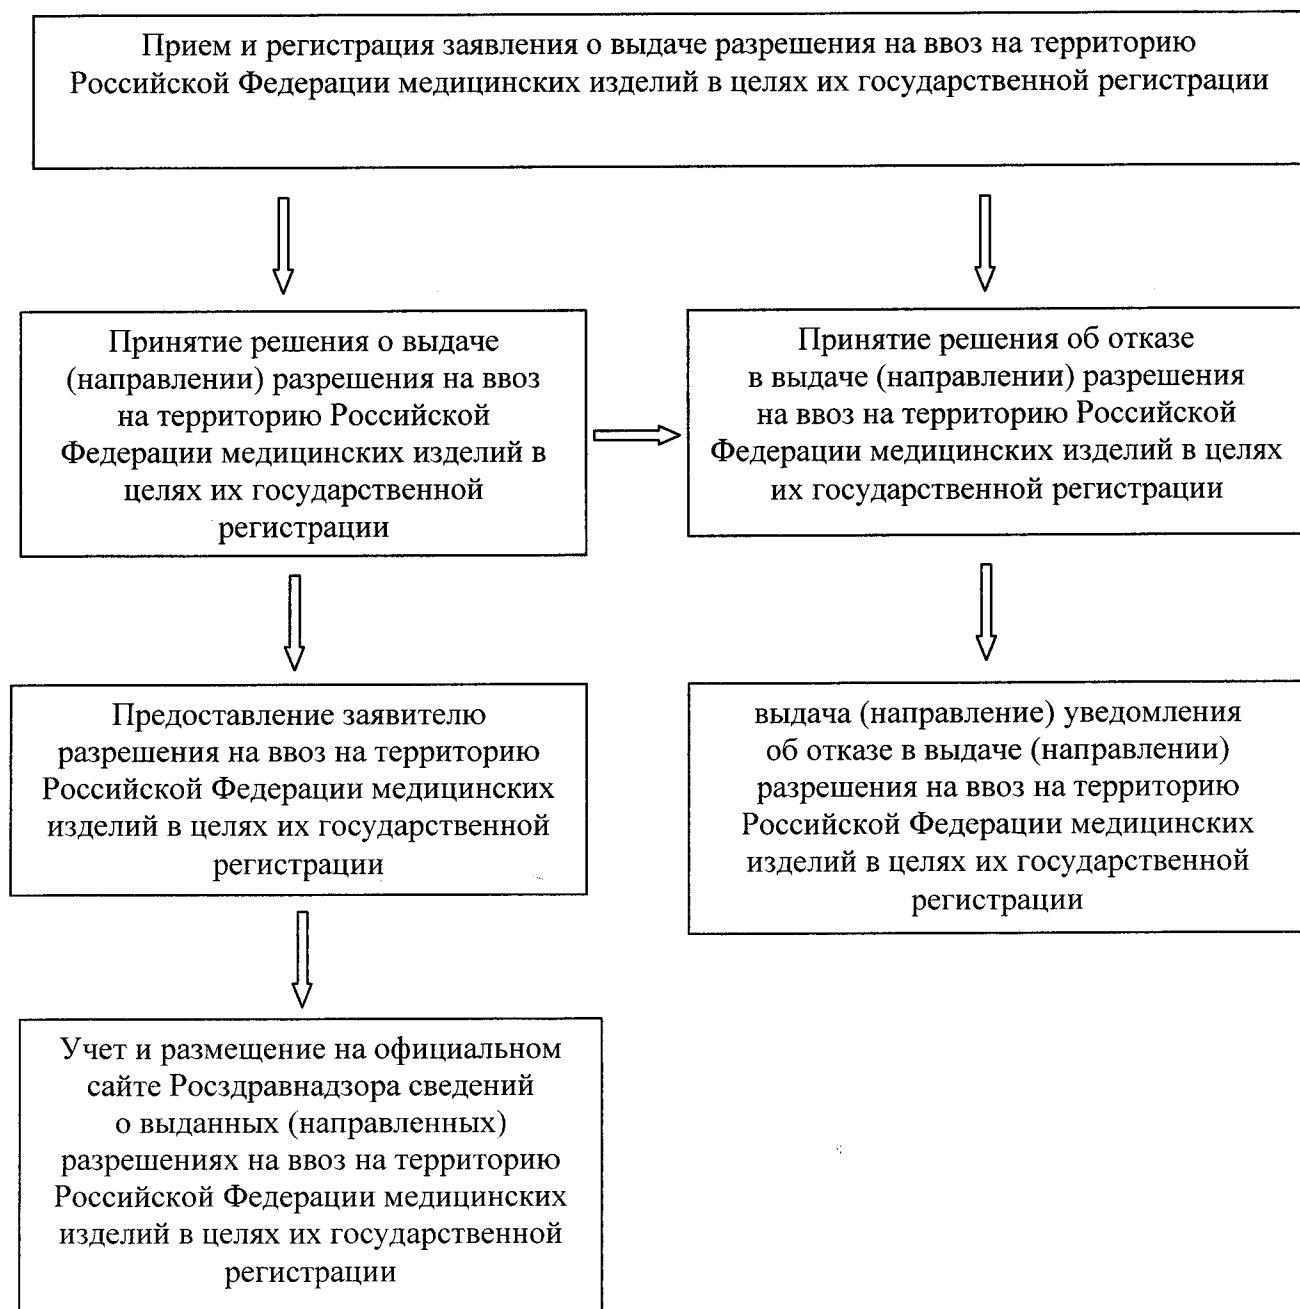 Прием и регистрация заявления о выдаче разрешения на ввоз на территорию
Российской Федерации медицинских изделий в целях их государственной регистрации
Принятие решения о выдаче
(направлении) разрешения на ввоз
на территорию Российской
Федерации медицинских изделий в
целях их государственной
регистрации
Принятие решения об отказе
в выдаче (направлении) разрешения
на ввоз на территорию Российской
Федерации медицинских изделий в целях
их государственной регистрации
Предоставление заявителю
разрешения на ввоз на территорию
Российской Федерации медицинских
изделий в целях их государственной
регистрации
выдача (направление) уведомления
об отказе в выдаче (направлении)
разрешения на ввоз на территорию
Российской Федерации медицинских
изделий в целях их государственной
регистрации
Учет и размещение на официальном
сайте Росздравнадзора сведений
о выданных (направленных)
разрешениях на ввоз на территорию
Российской Федерации медицинских
изделий в целях их государственной
регистрации